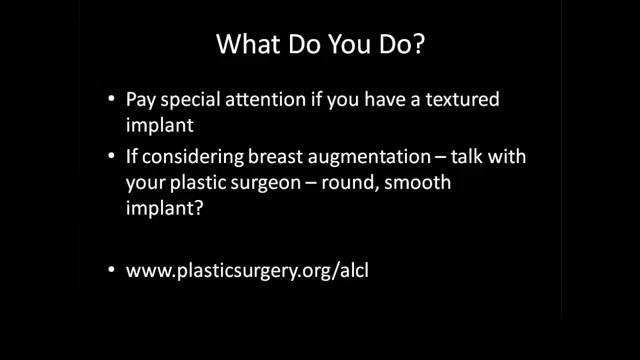 What Do You Do?
• Pay special attention if you have a textured
implant
• If considering breast augmentation – talk with
your plastic surgeon – round, smooth
implant?
• www.plasticsurgery.org/alcl